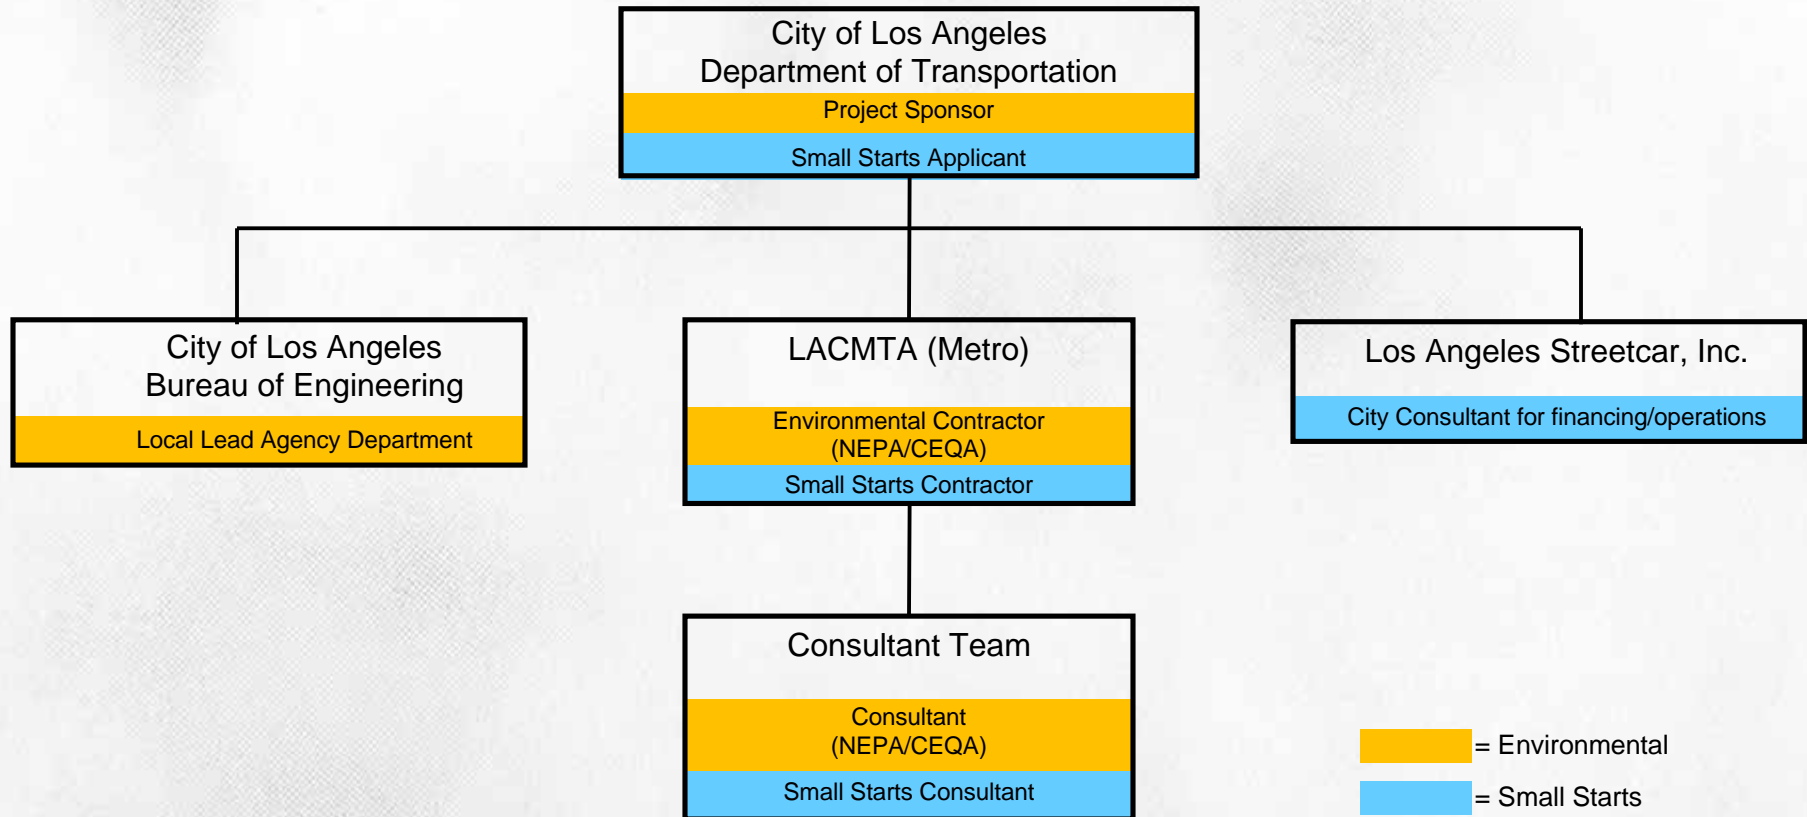 City of Los Angeles
Department of Transportation
Project Sponsor
Small Starts Applicant
City of Los Angeles
Bureau of Engineering
Local Lead Agency Department
LACMTA (Metro)
Environmental Contractor
(NEPA/CEQA)
Small Starts Contractor
Los Angeles Streetcar, Inc.
City Consultant for financing/operations
Consultant Team
Consultant
(NEPA/CEQA)
Small Starts Consultant
= Environmental
= Small Starts